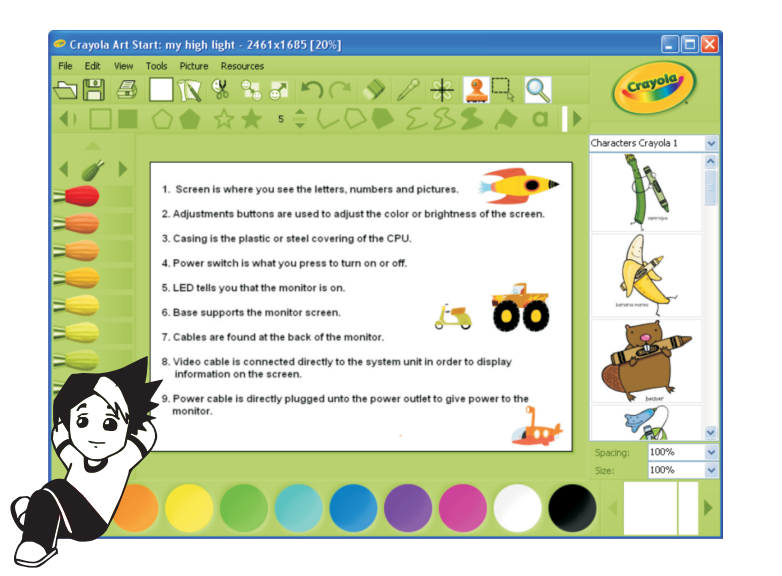 Crayola Art Start: my high light - 2461x1685 [20%]
File Edit View Tools Picture Resources
Crayola
5
a
Characters Crayola 1
1. Screen is where you see the letters, numbers and pictures.
2. Adjustments buttons are used to adjust the color or brightness of the screen.
3. Casing is the plastic or steel covering of the CPU.
4. Power switch is what you press to turn on or off.
5. LED tells you that the monitor is on.
6. Base supports the monitor screen.
7. Cables are found at the back of the monitor.
8. Video cable is connected directly to the system unit in order to display
information on the screen.
9. Power cable is directly plugged unto the power outlet to give power to the
monitor.
beaver
Spacing: 100%
Size: 100%